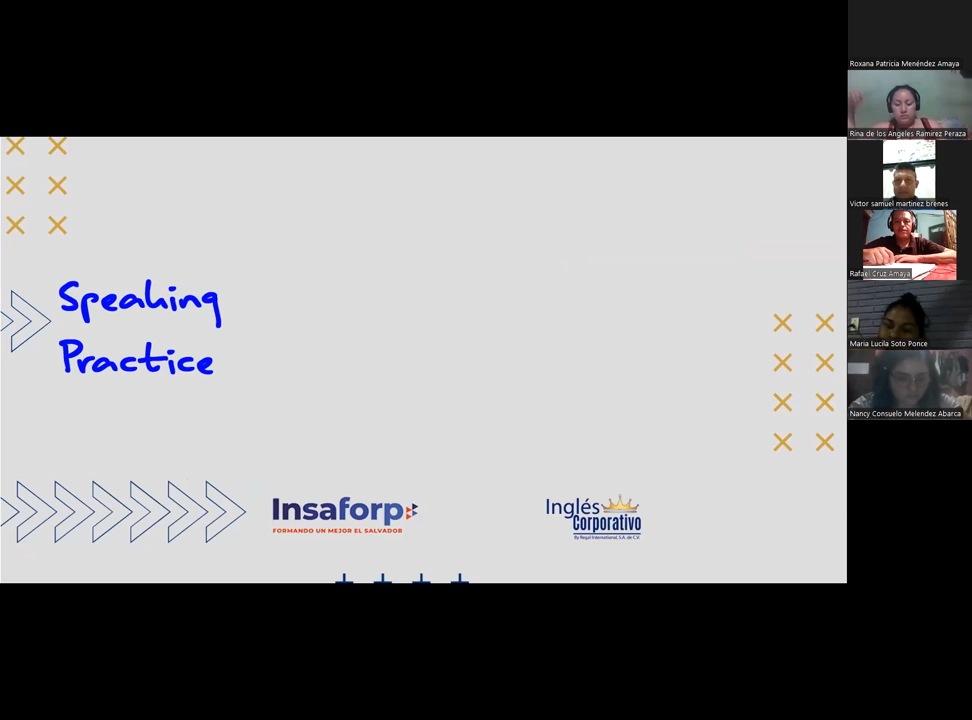 Roxana Patricia Menéndez Amaya
Rina de los Angeles Ramirez Peraza
Victor samuel martinez brenes
Rafael Cruz Amaya
Maria Lucila Soto Ponce
Nancy Consuelo Melendez Abarca
Speaking
Practice
Insaforp
FORMANDO UN MEJOR EL SALVADOR
Inglés
Corporativo
By Regal International, S.A. de C.V.